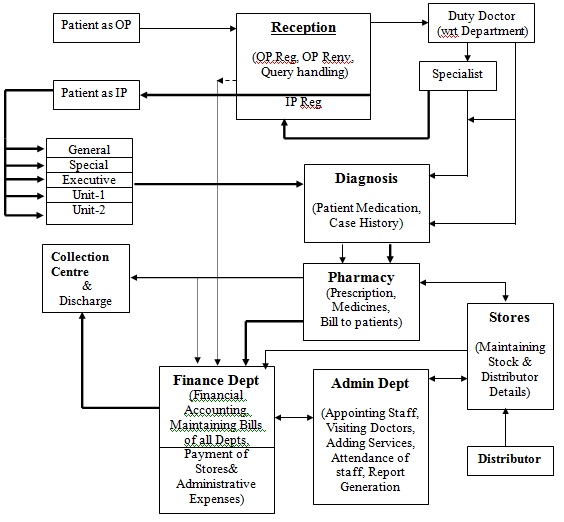 Patient as OP
Reception
(OP Reg, OP Renv,
Query handling)
IP Reg
Duty Doctor
(wrt Department)
Specialist
Patient as IP
General
Special
Executive
Unit-1
Unit-2
Diagnosis
(Patient Medication,
Case History)
Collection
Centre
&
Discharge
Pharmacy
(Prescription,
Medicines,
Bill to patients)
Stores
(Maintaining
Stock &
Distributor
Details)
Finance Dept
(Financial
Accounting,
Maintaining Bills
of all Depts.
Payment of
Stores&
Administrative
Expenses)
Admin Dept
(Appointing Staff,
Visiting Doctors,
Adding Services,
Attendance of
staff, Report
Generation
Distributor